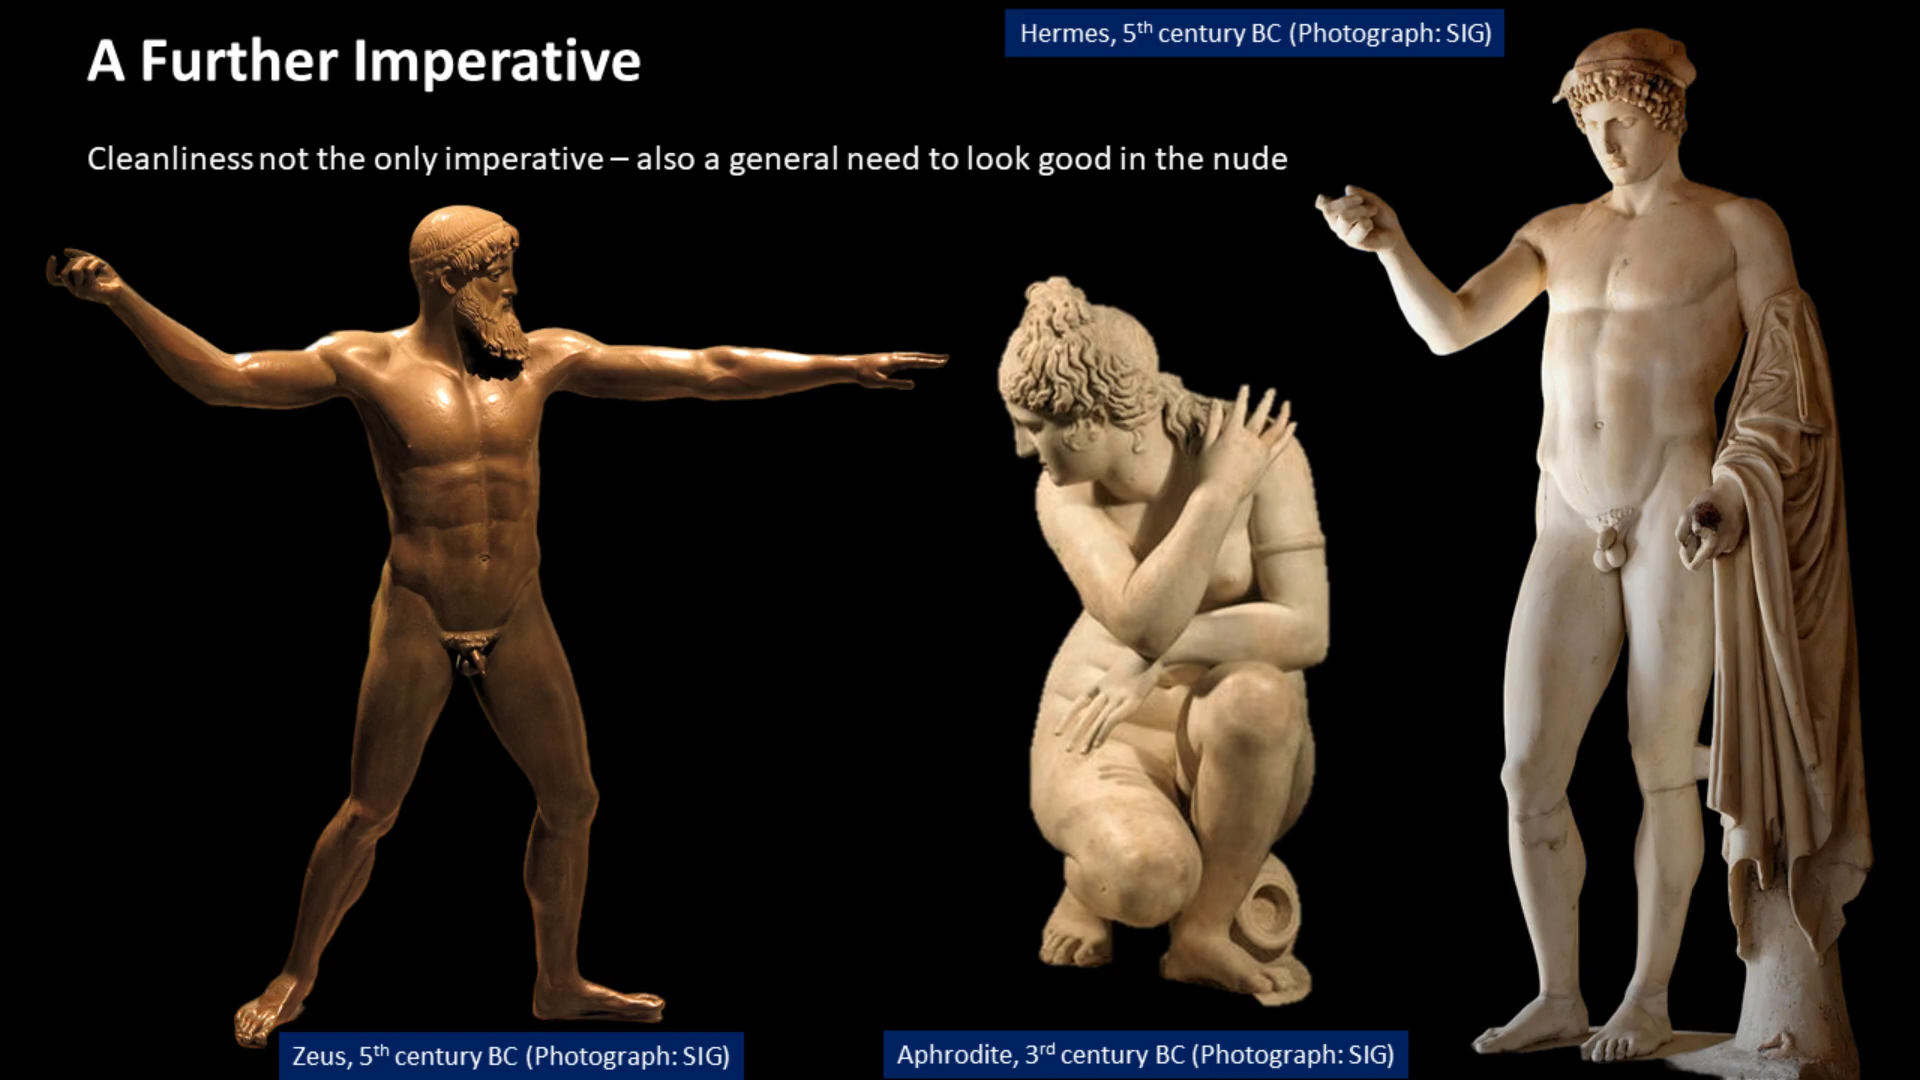 Hermes, 5th century BC (Photograph: SIG)
A Further Imperative
Cleanliness not the only imperative – also a general need to look good in the nude
Zeus, 5th century BC (Photograph: SIG)
Aphrodite, 3rd century BC (Photograph: SIG)